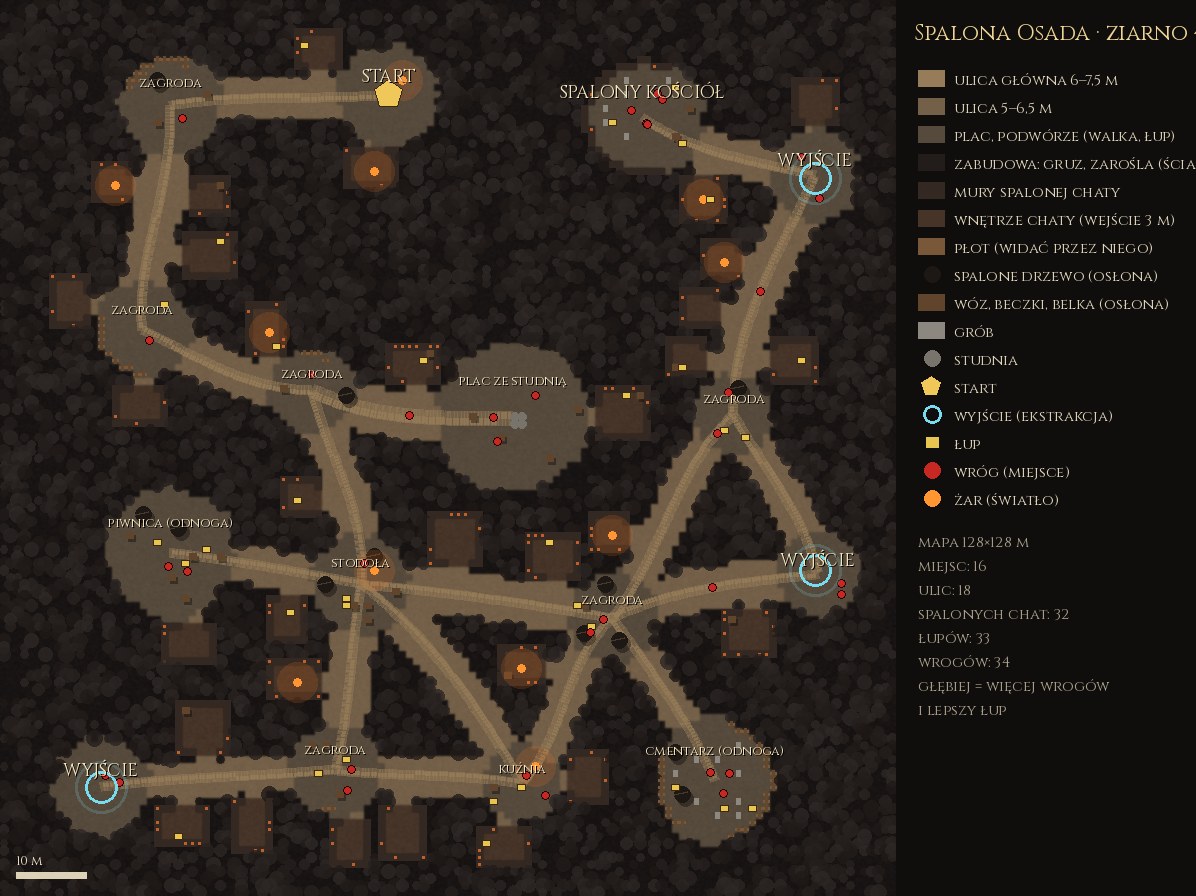 Spalona Osada · ziarno
ulica główna 6–7,5 m
ulica 5–6,5 m
plac, podwórze (walka, łup)
zabudowa: gruz, zarośla (ścia
mury spalonej chaty
wnętrze chaty (wejście 3 m)
płot (widać przez niego)
spalone drzewo (osłona)
wóz, beczki, belka (osłona)
grób
studnia
start
wyjście (ekstrakcja)
łup
wróg (miejsce)
żar (światło)
mapa 128×128 m
miejsc: 16
ulic: 18
spalonych chat: 32
łupów: 33
wrogów: 34
głębiej = więcej wrogów
i lepszy łup
START
zagroda
SPALONY KOŚCIÓŁ
WYJŚCIE
zagroda
zagroda
plac ze studnią
zagroda
piwnica (odnoga)
stodoła
WYJŚCIE
zagroda
zagroda
cmentarz (odnoga)
WYJŚCIE
kuźnia
10 m